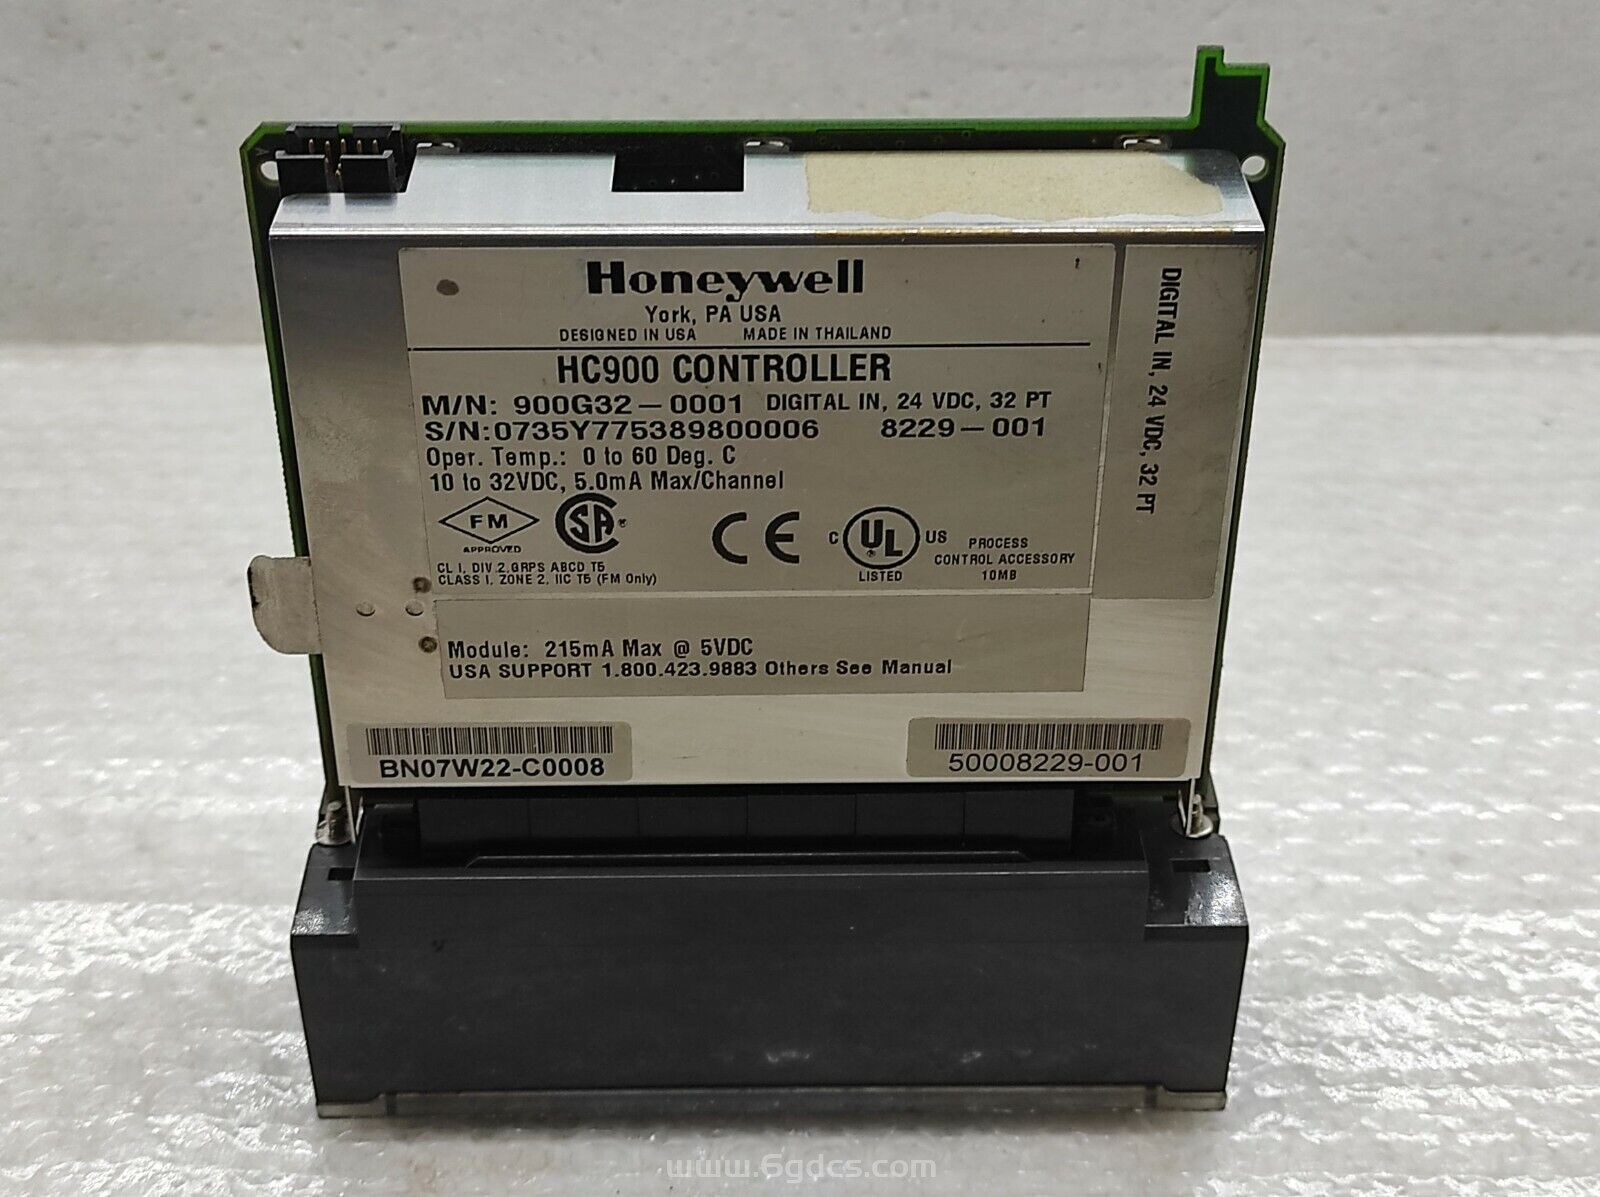 Honeywell
York, PA USA
DESIGNED IN USA MADE IN THAILAND
HC900 CONTROLLER
M/N: 900G32-0001 DIGITAL IN, 24 VDC, 32 PT
S/N:0735Y775389800006 8229-001
Oper. Temp.: 0 to 60 Deg. C
10 to 32VDC, 5.0mA Max/Channel
FM
APPROVED
SA ®
CE
C UL ® US
LISTED
PROCESS
CONTROL ACCESSORY
10MB
CL I, DIV 2,GRPS ABCD T5
CLASS I, ZONE 2, IIC T5 (FM Only)
DIGITAL IN, 24 VDC, 32 PT
Module: 215mA Max @ 5VDC
USA SUPPORT 1.800.423.9883 Others See Manual
BN07W22-C0008
50008229-001
www.6gdcs.com